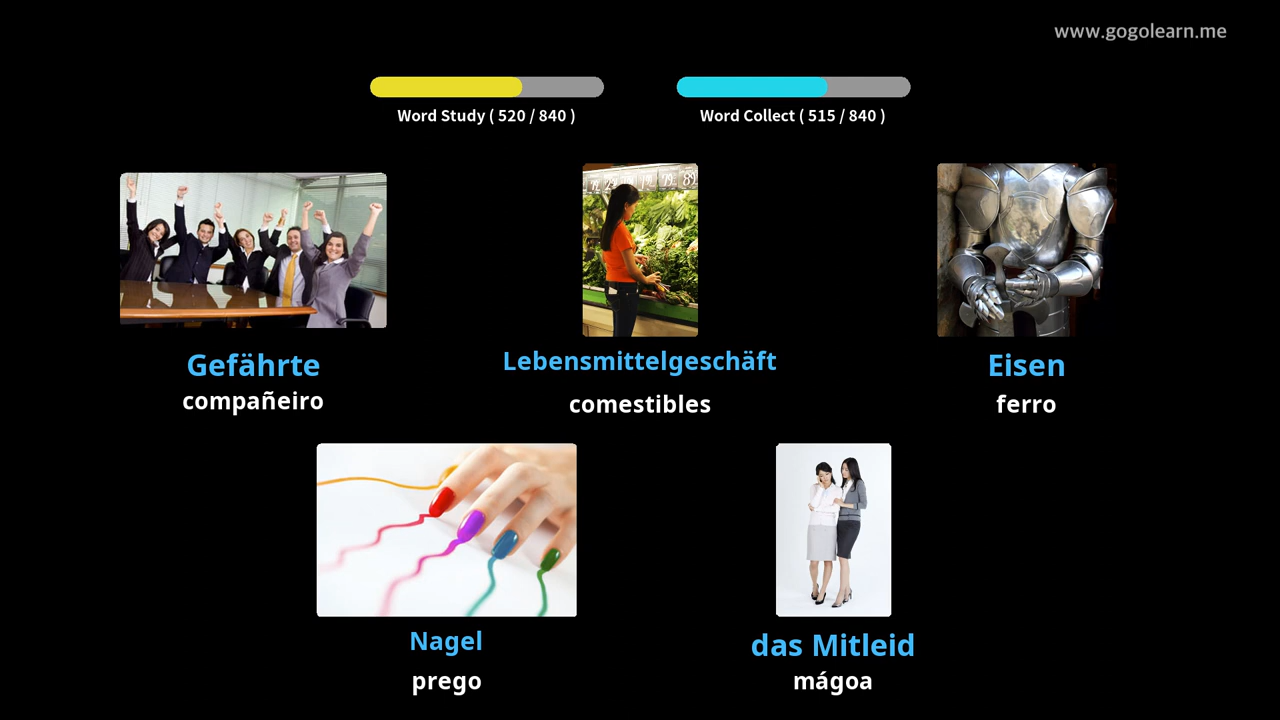 www.gogolearn.me
Word Study ( 520 / 840 )
Word Collect ( 515 / 840 )
Gefährte
compañeiro
Lebensmittelgeschäft
comestibles
Eisen
ferro
Nagel
prego
das Mitleid
mágoa